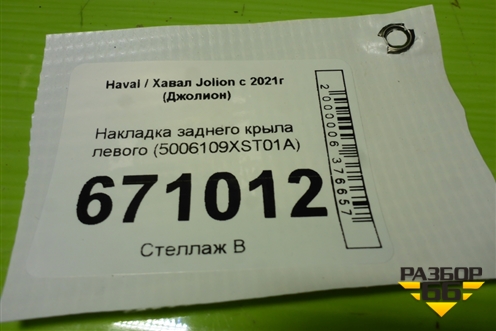 Haval / Хавал Jolion с 2021г
(Джолион)
Накладка заднего крыла
левого (5006109XST01A)
671012
Стеллаж В
2000006376657
РАЗБОР
66